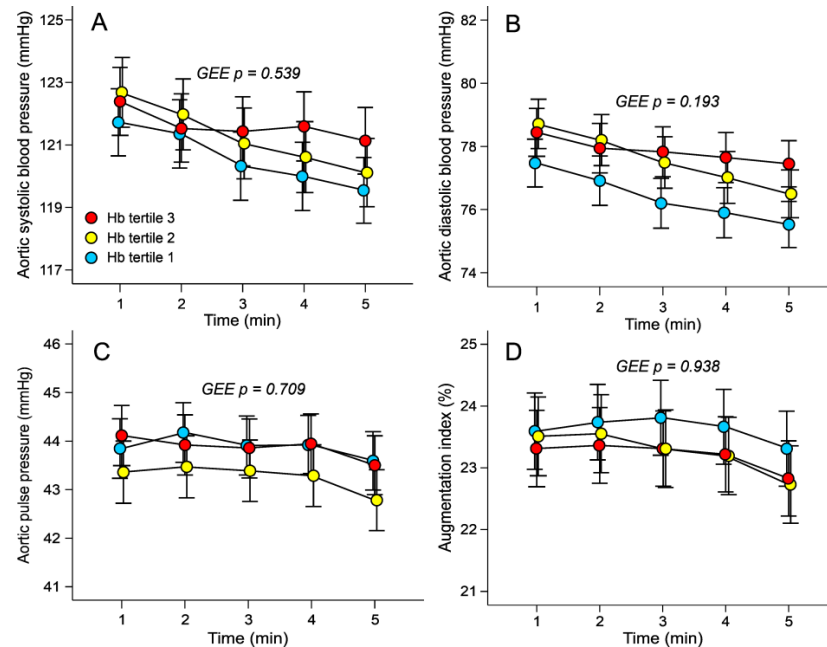 A
Aortic systolic blood pressure (mmHg)
125
123
121
119
117
GEE p = 0.539
Hb tertile 3
Hb tertile 2
Hb tertile 1
1 2 3 4 5
Time (min)
B
Aortic diastolic blood pressure (mmHg)
82
80
78
76
74
GEE p = 0.193
1 2 3 4 5
Time (min)
C
Aortic pulse pressure (mmHg)
46
45
44
43
42
41
GEE p = 0.709
1 2 3 4 5
Time (min)
D
Augmentation index (%)
25
24
23
22
21
GEE p = 0.938
1 2 3 4 5
Time (min)